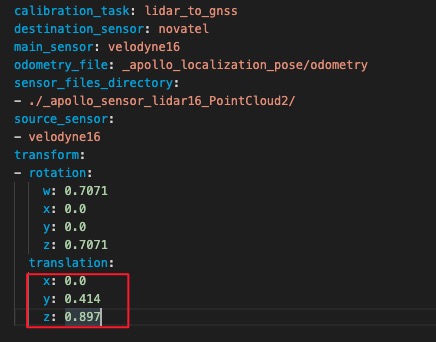 calibration_task: lidar_to_gnss
destination_sensor: novatel
main_sensor: velodyne16
odometry_file: _apollo_localization_pose/odometry
sensor_files_directory:
- ./_apollo_sensor_lidar16_PointCloud2/
source_sensor:
- velodyne16
transform:
- rotation:
    w: 0.7071
    x: 0.0
    y: 0.0
    z: 0.7071
  translation:
    x: 0.0
    y: 0.414
    z: 0.897